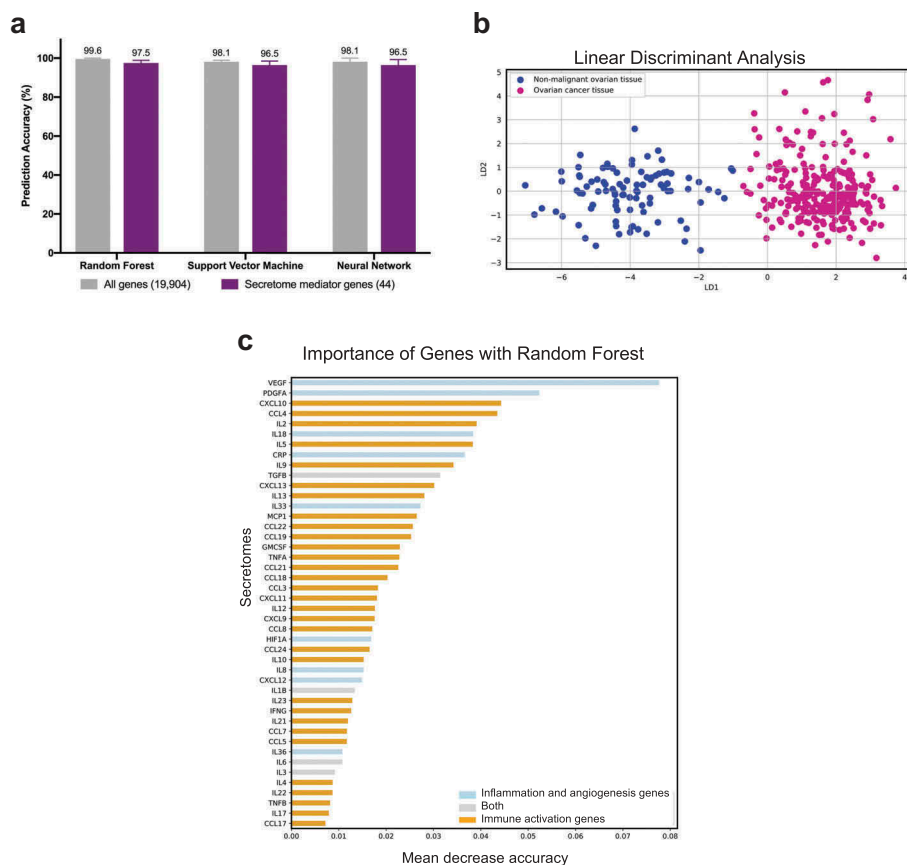 a
99.6
97.5
98.1
96.5
98.1
96.5
100
80
60
40
20
0
Prediction Accuracy (%)
Random Forest
Support Vector Machine
Neural Network
All genes (19,904)
Secretome mediator genes (44)
b
Linear Discriminant Analysis
Non-malignant ovarian tissue
Ovarian cancer tissue
5
4
3
2
1
0
−1
−2
−3
LD2
−6
−4
−2
0
2
4
LD1
c
Importance of Genes with Random Forest
VEGF
PDGFA
CXCL10
CCL4
IL2
IL18
IL5
CRP
IL9
TGFB
CXCL13
IL13
IL33
MCP1
CCL22
CCL19
GMCSF
TNFA
CCL21
CCL18
CCL3
CXCL11
IL12
CXCL9
CCL8
HIF1A
CCL24
IL10
IL8
CXCL12
IL1B
IL23
IFNG
IL21
CCL7
CCL5
IL36
IL6
IL3
IL4
IL22
TNFB
IL17
CCL17
Secretomes
Inflammation and angiogenesis genes
Both
Immune activation genes
0.00
0.01
0.02
0.03
0.04
0.05
0.06
0.07
0.08
Mean decrease accuracy